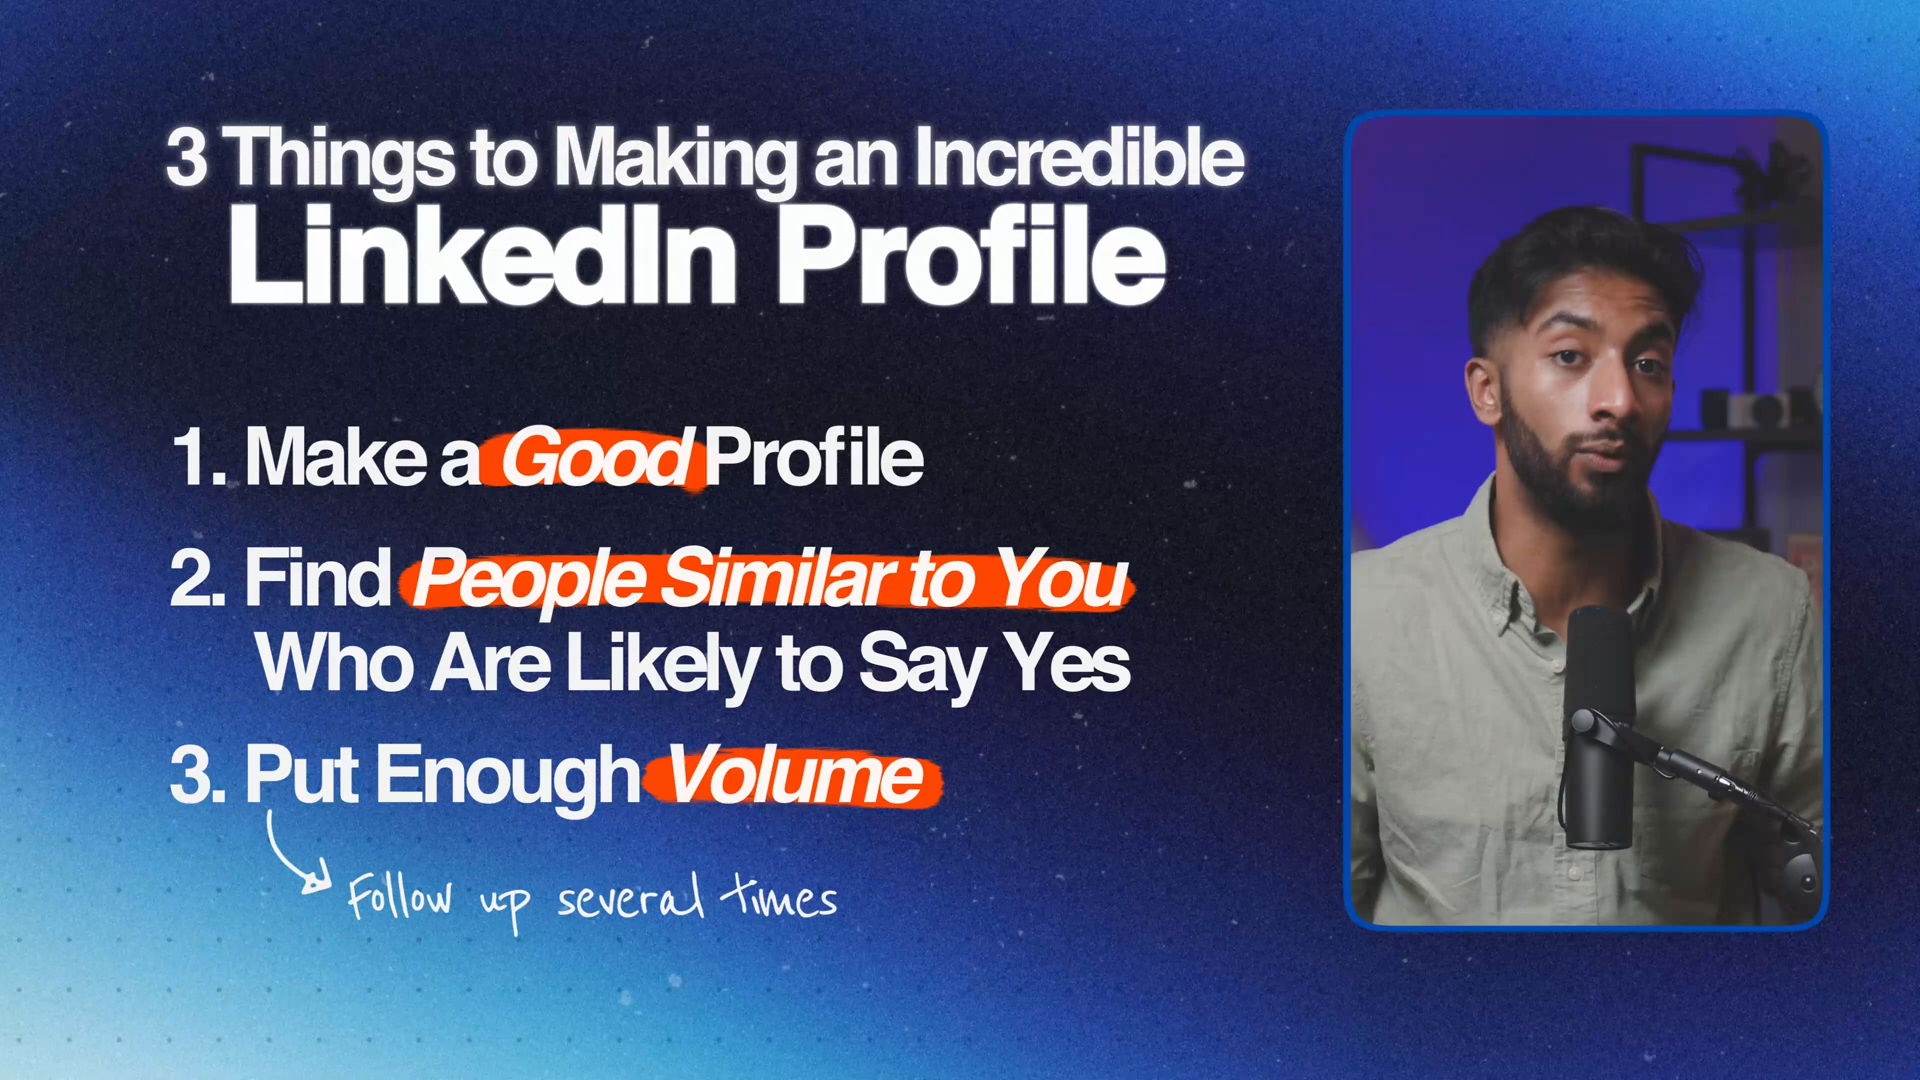 3 Things to Making an Incredible
LinkedIn Profile
1. Make a Good Profile
2. Find People Similar to You
Who Are Likely to Say Yes
3. Put Enough Volume
Follow up several times